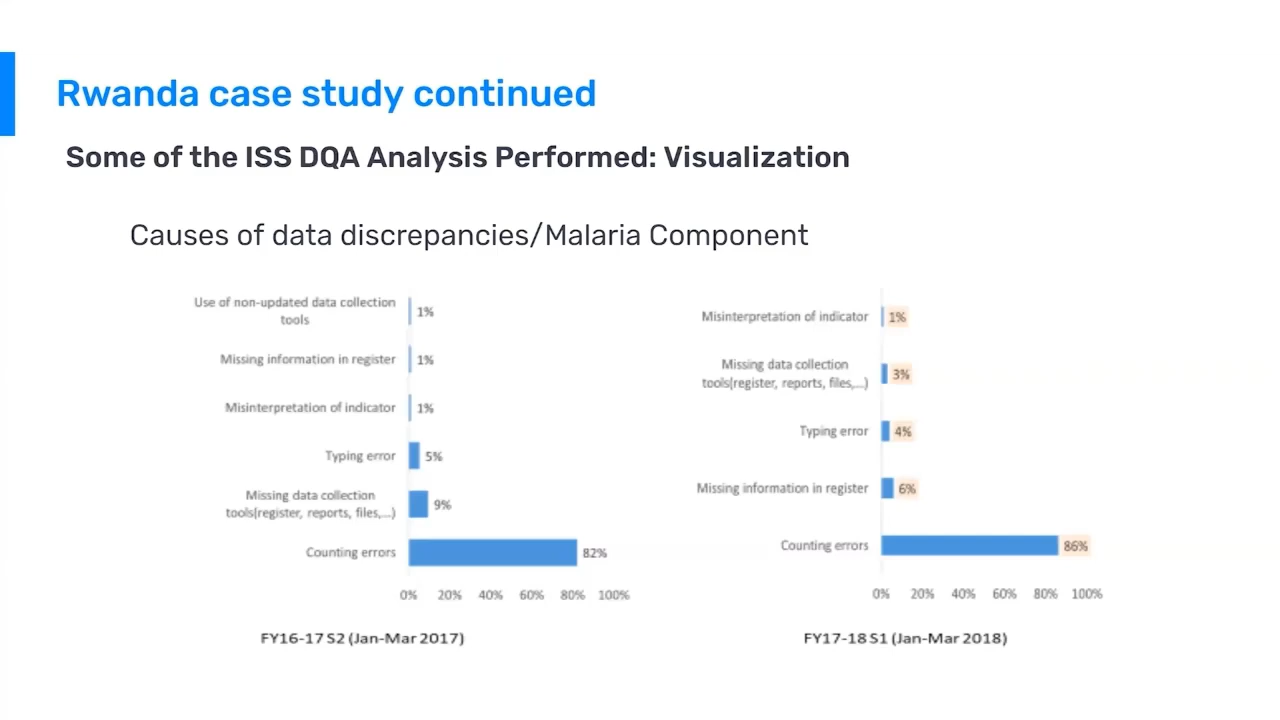 Rwanda case study continued
Some of the ISS DQA Analysis Performed: Visualization
Causes of data discrepancies/Malaria Component
Use of non-updated data collection
tools
1%
Missing information in register
1%
Misinterpretation of indicator
1%
Typing error
5%
Missing data collection
tools(register, reports, files,...)
9%
Counting errors
82%
0% 20% 40% 60% 80% 100%
FY16-17 S2 (Jan-Mar 2017)
Misinterpretation of indicator
1%
Missing data collection
tools(register, reports, files,...)
3%
Typing error
4%
Missing information in register
6%
Counting errors
86%
0% 20% 40% 60% 80% 100%
FY17-18 S1 (Jan-Mar 2018)